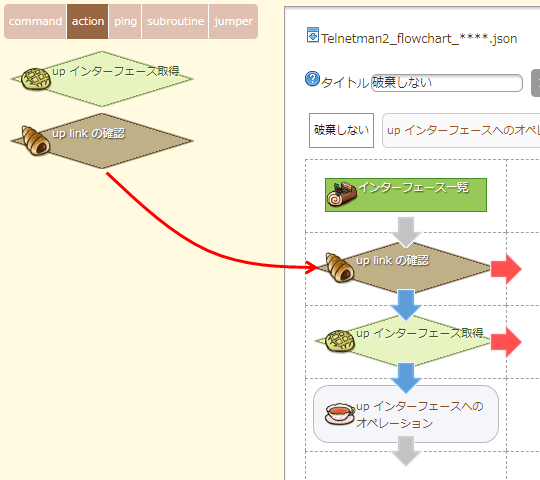 command action ping subroutine jumper
up インターフェース取得
up link の確認
Telnetman2_flowchart_****.json
タイトル 破棄しない
破棄しない up インターフェースへのオペレ
インターフェース一覧
up link の確認
up インターフェース取得
up インターフェースへの
オペレーション